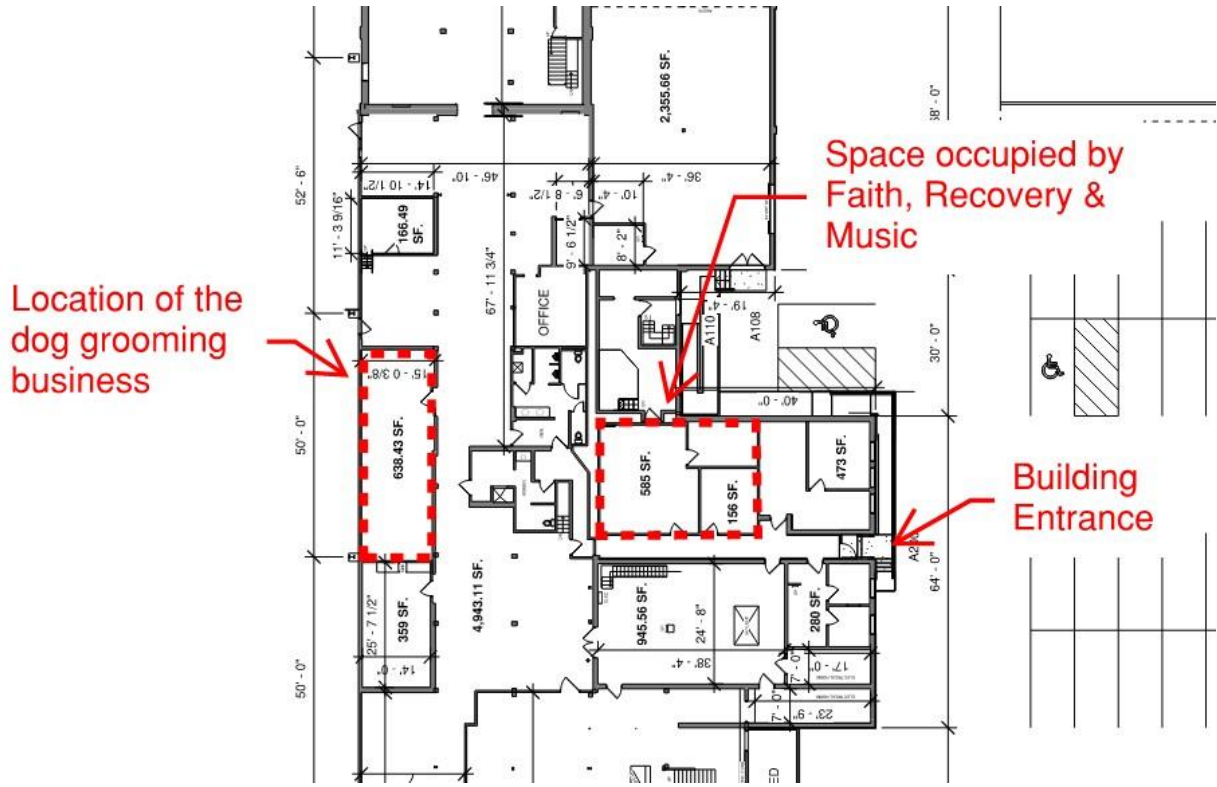 2,355.66 SF.
52' - 6"
14' - 10 1/2"
46' - 10"
6' - 8 1/2"
10' - 4"
36' - 4"
Space occupied by
Faith, Recovery &
Music
11' - 3 9/16"
166.49
SF.
9' - 6 1/2"
8' - 2"
67' - 11 3/4"
OFFICE
19' - 4"
A110
A108
30' - 0"
Location of the
dog grooming
business
15' - 0 3/8"
40' - 0"
50' - 0"
638.43 SF.
585 SF.
156 SF.
473 SF.
Building
Entrance
64' - 0"
25' - 7 1/2"
359 SF.
14' - 0"
4,943.11 SF.
945.56 SF.
24' - 8"
38' - 4"
280 SF.
7' - 0"
17' - 0"
50' - 0"
7' - 0"
23' - 9"